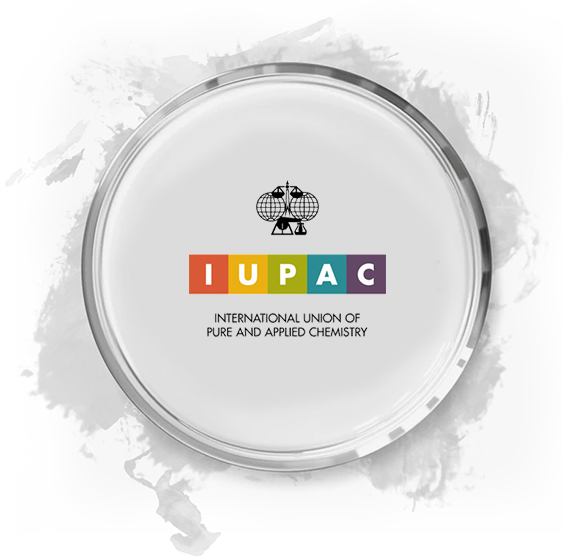 IUPAC
INTERNATIONAL UNION OF
PURE AND APPLIED CHEMISTRY